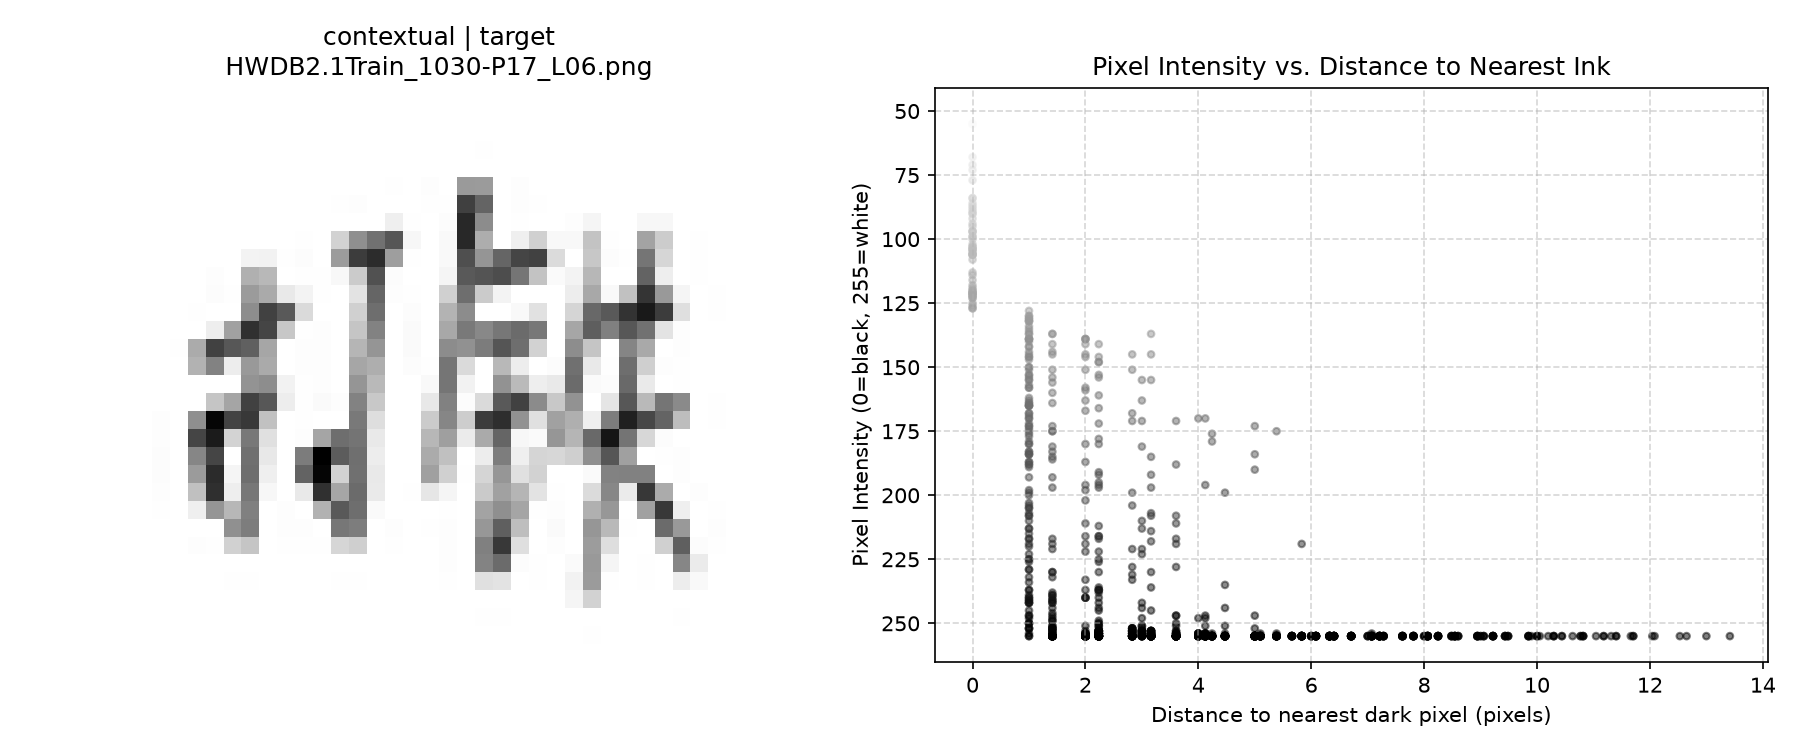 contextual | target
HWDB2.1Train_1030-P17_L06.png
Pixel Intensity vs. Distance to Nearest Ink
Pixel Intensity (0=black, 255=white)
50
75
100
125
150
175
200
225
250
0 2 4 6 8 10 12 14
Distance to nearest dark pixel (pixels)